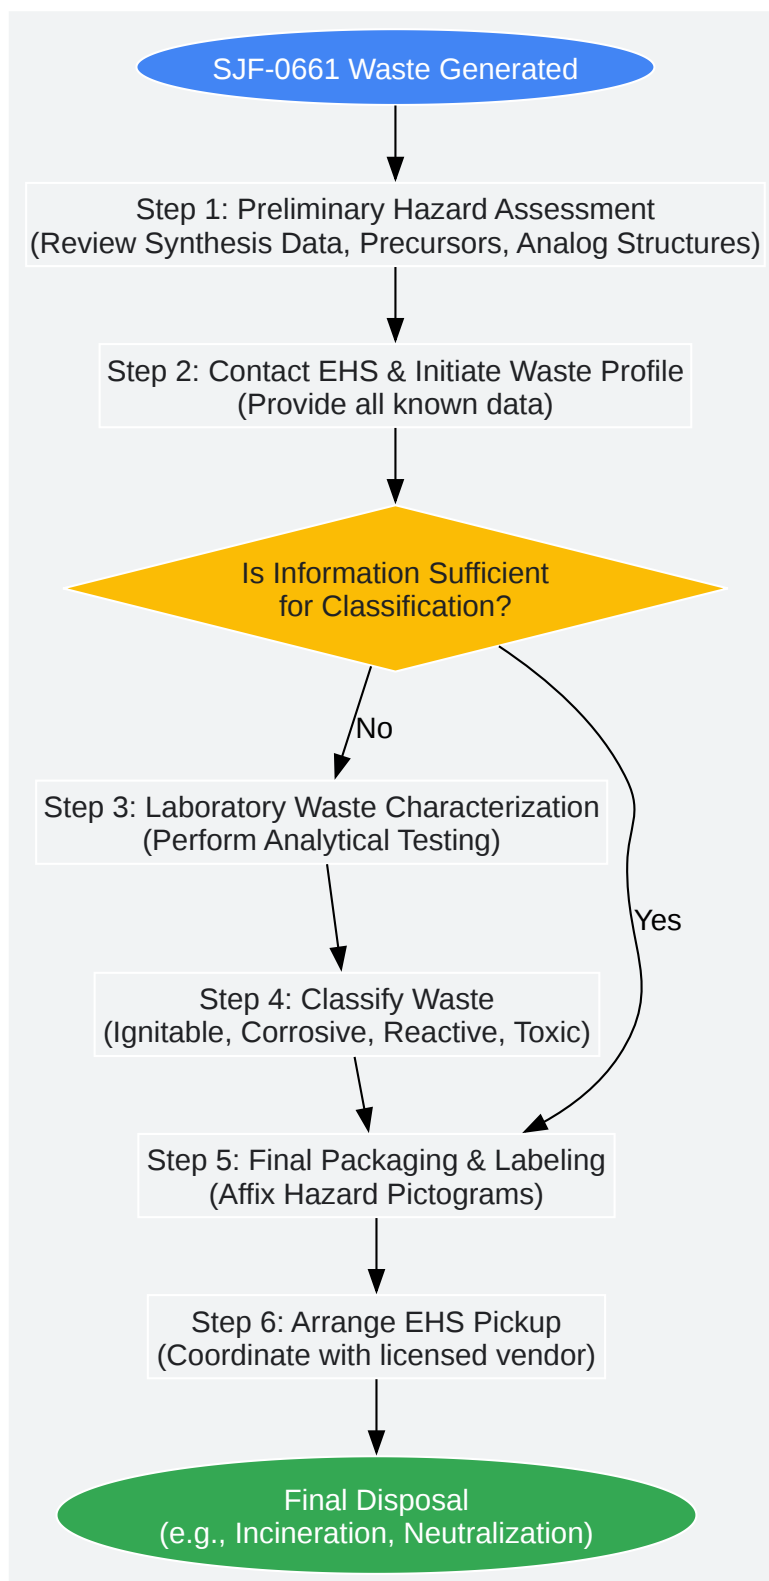 SJF-0661 Waste Generated
Step 1: Preliminary Hazard Assessment
(Review Synthesis Data, Precursors, Analog Structures)
Step 2: Contact EHS & Initiate Waste Profile
(Provide all known data)
Is Information Sufficient
for Classification?
No
Step 3: Laboratory Waste Characterization
(Perform Analytical Testing)
Yes
Step 4: Classify Waste
(Ignitable, Corrosive, Reactive, Toxic)
Step 5: Final Packaging & Labeling
(Affix Hazard Pictograms)
Step 6: Arrange EHS Pickup
(Coordinate with licensed vendor)
Final Disposal
(e.g., Incineration, Neutralization)